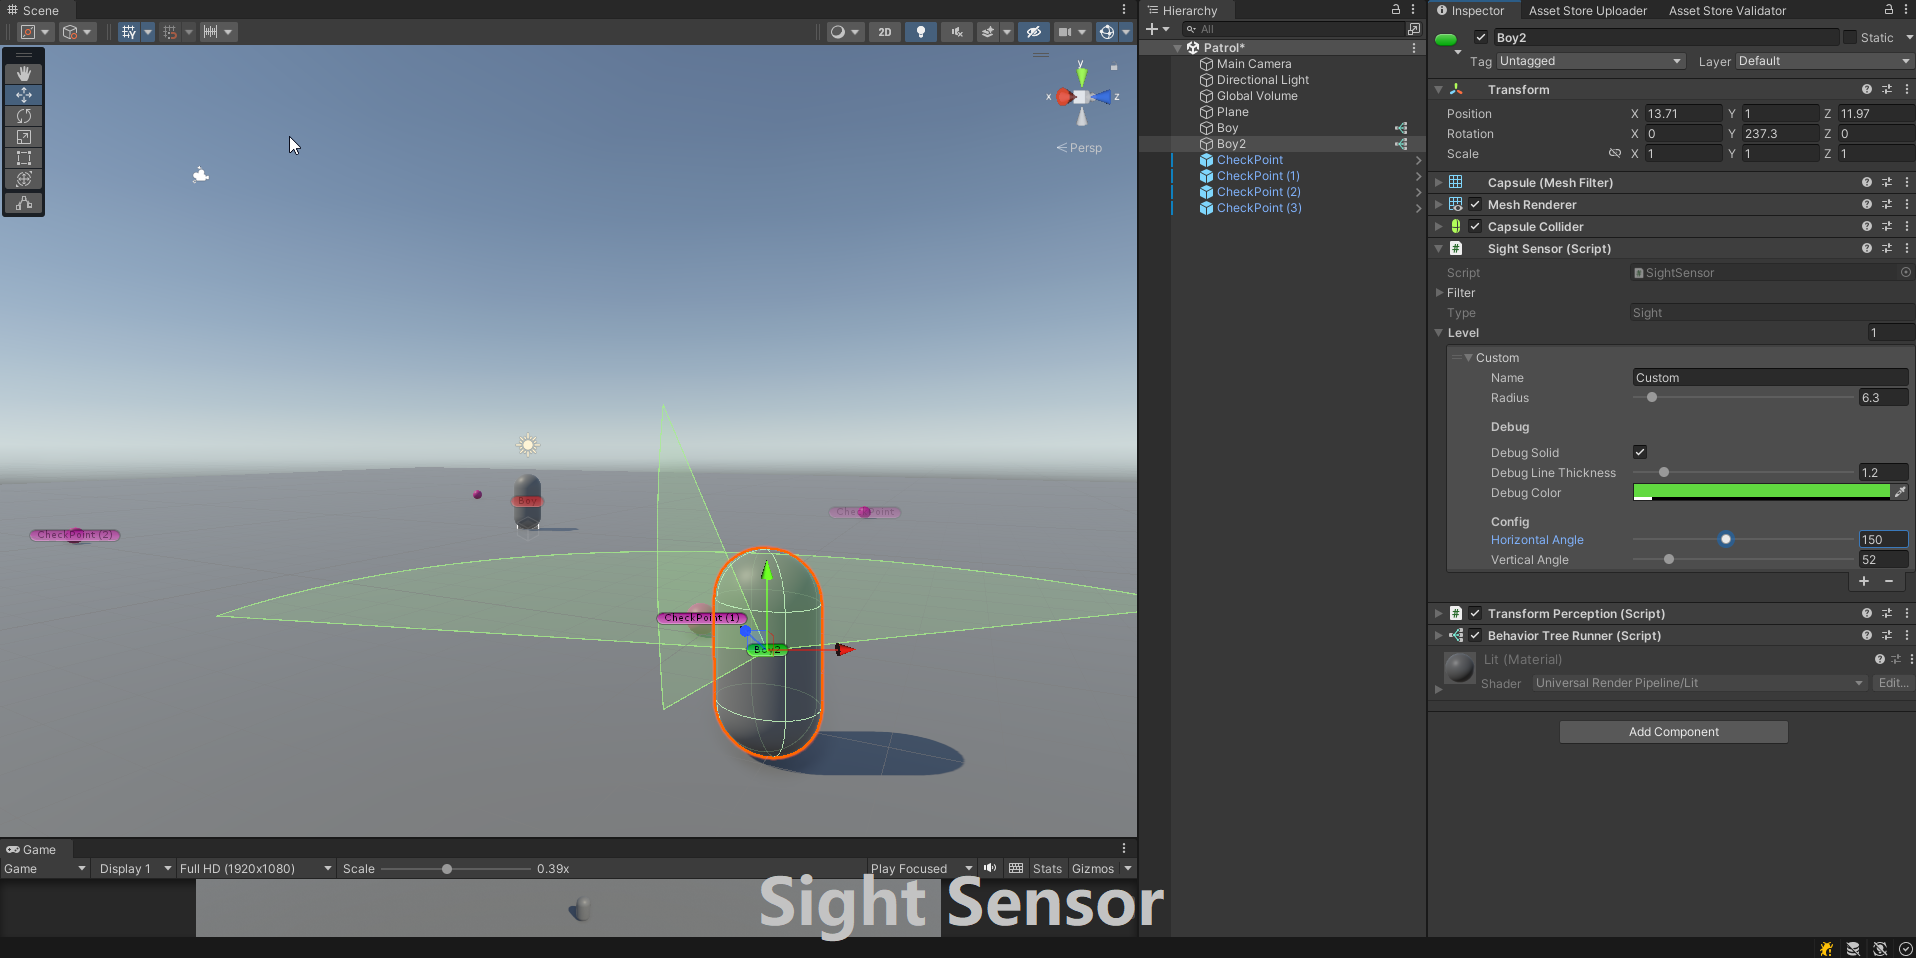 Scene
2D
y
x
z
Persp
Boy
CheckPoint (2)
CheckPoint
CheckPoint (1)
Boy2
Game
Game
Display 1
Full HD (1920x1080)
Scale
0.39x
Play Focused
Stats
Gizmos
Sight Sensor
Hierarchy
All
Patrol*
Main Camera
Directional Light
Global Volume
Plane
Boy
Boy2
CheckPoint
CheckPoint (1)
CheckPoint (2)
CheckPoint (3)
Inspector
Asset Store Uploader
Asset Store Validator
Boy2
Static
Tag Untagged
Layer Default
Transform
Position X 13.71 Y 1 Z 11.97
Rotation X 0 Y 237.3 Z 0
Scale X 1 Y 1 Z 1
Capsule (Mesh Filter)
Mesh Renderer
Capsule Collider
Sight Sensor (Script)
Script SightSensor
Filter
Type Sight
Level 1
Custom
Name Custom
Radius 6.3
Debug
Debug Solid
Debug Line Thickness 1.2
Debug Color
Config
Horizontal Angle 150
Vertical Angle 52
Transform Perception (Script)
Behavior Tree Runner (Script)
Lit (Material)
Shader Universal Render Pipeline/Lit Edit...
Add Component